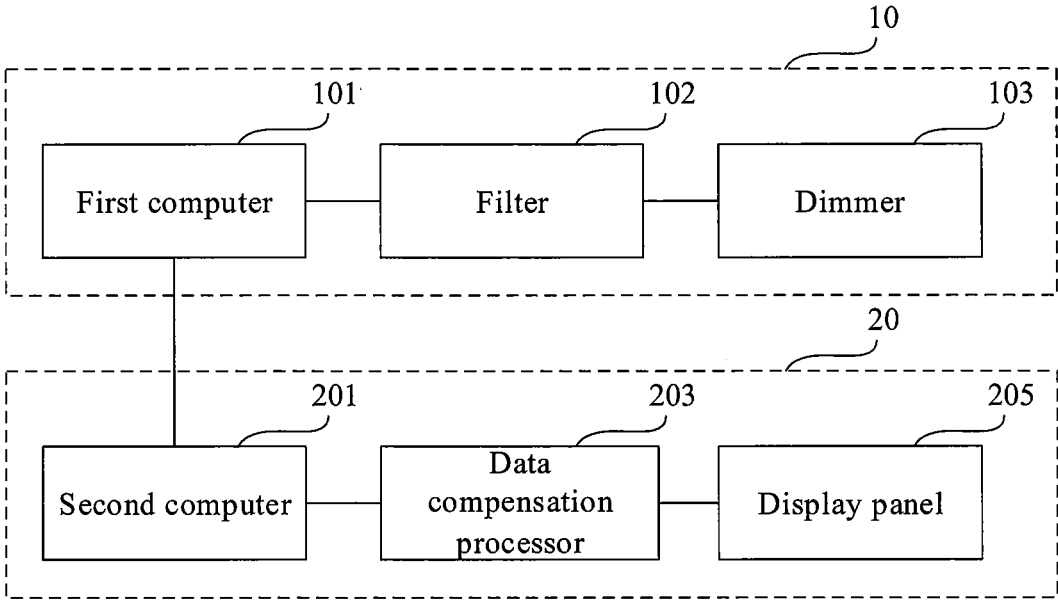 10
101
102
103
First computer
Filter
Dimmer
20
201
203
205
Second computer
Data
compensation
processor
Display panel